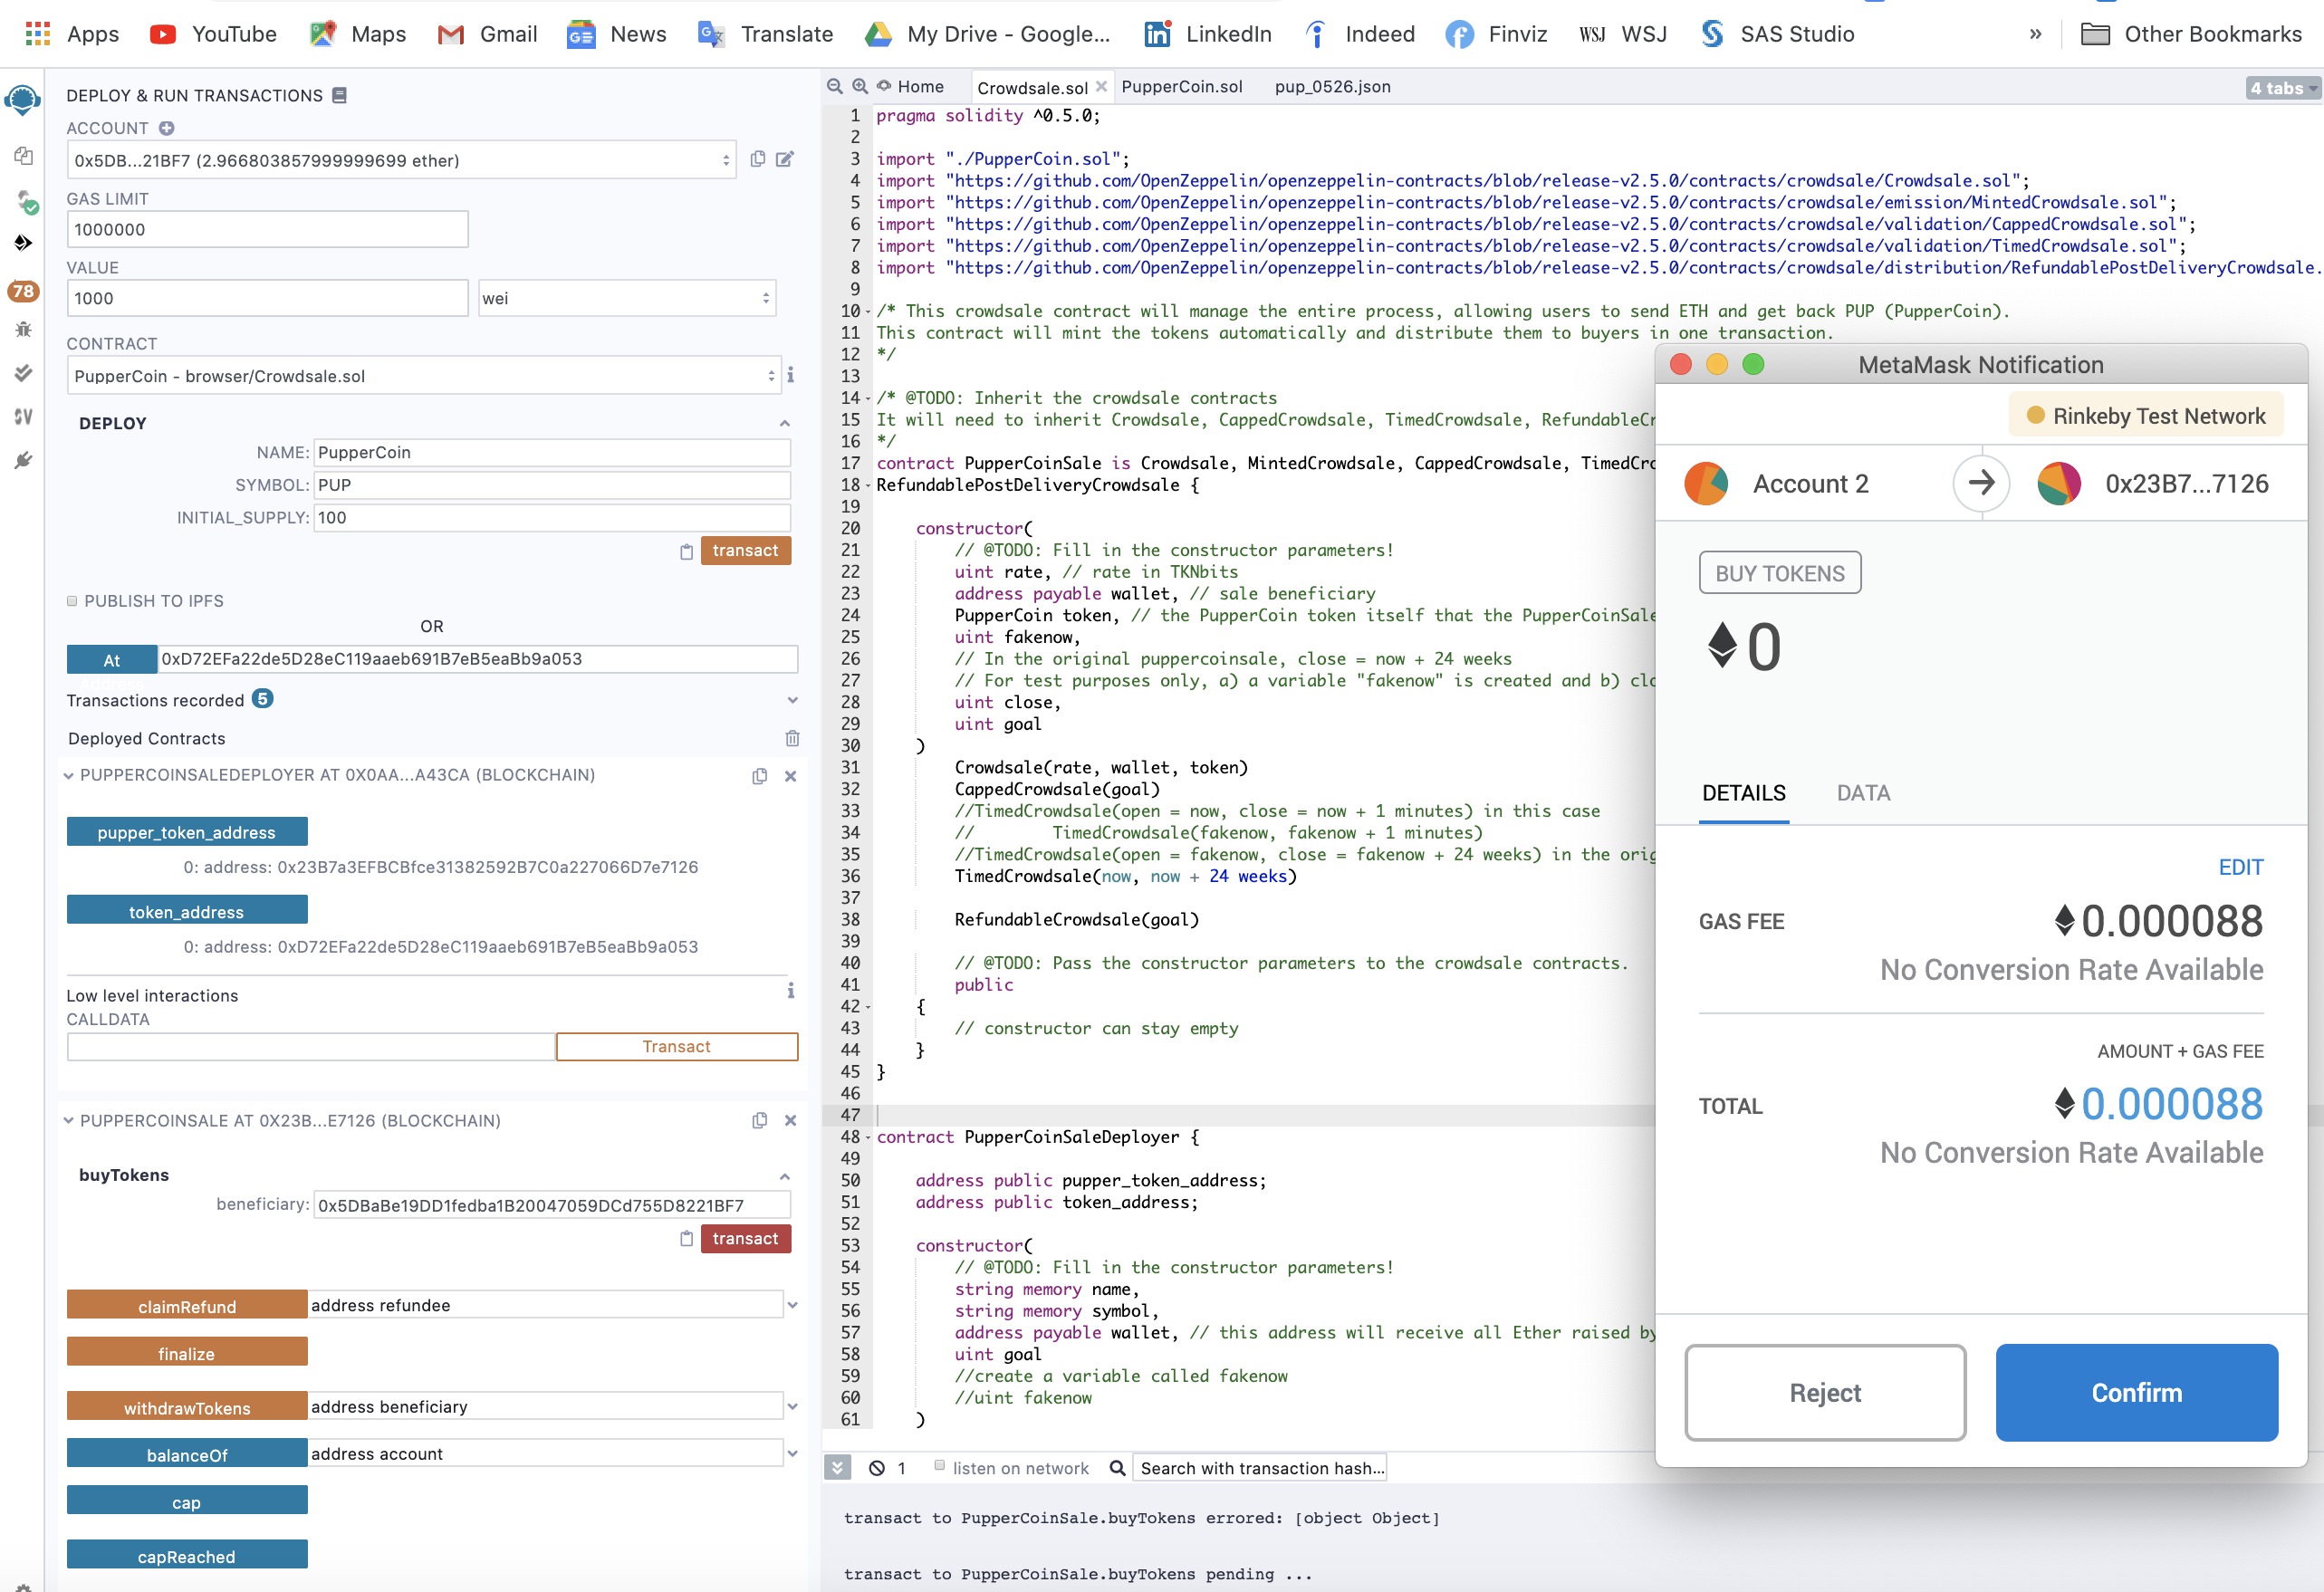 Apps YouTube Maps Gmail News Translate My Drive - Google... LinkedIn Indeed Finviz WSJ WSJ SAS Studio » Other Bookmarks
DEPLOY & RUN TRANSACTIONS
ACCOUNT
0x5DB...21BF7 (2.966803857999999699 ether)
GAS LIMIT
1000000
VALUE
1000 wei
78
CONTRACT
PupperCoin - browser/Crowdsale.sol
DEPLOY
NAME: PupperCoin
SYMBOL: PUP
INITIAL_SUPPLY: 100
transact
PUBLISH TO IPFS
OR
At 0xD72EFa22de5D28eC119aaeb691B7eB5eaBb9a053
Transactions recorded 5
Deployed Contracts
PUPPERCOINSALEDEPLOYER AT 0X0AA...A43CA (BLOCKCHAIN)
pupper_token_address
0: address: 0x23B7a3EFBCBfce31382592B7C0a227066D7e7126
token_address
0: address: 0xD72EFa22de5D28eC119aaeb691B7eB5eaBb9a053
Low level interactions
CALLDATA
Transact
PUPPERCOINSALE AT 0X23B...E7126 (BLOCKCHAIN)
buyTokens
beneficiary: 0x5DBaBe19DD1fedba1B20047059DCd755D8221BF7
transact
claimRefund address refundee
finalize
withdrawTokens address beneficiary
balanceOf address account
cap
capReached
Home Crowdsale.sol PupperCoin.sol pup_0526.json 4 tabs
1 pragma solidity ^0.5.0;
2
3 import "./PupperCoin.sol";
4 import "https://github.com/OpenZeppelin/openzeppelin-contracts/blob/release-v2.5.0/contracts/crowdsale/Crowdsale.sol";
5 import "https://github.com/OpenZeppelin/openzeppelin-contracts/blob/release-v2.5.0/contracts/crowdsale/emission/MintedCrowdsale.sol";
6 import "https://github.com/OpenZeppelin/openzeppelin-contracts/blob/release-v2.5.0/contracts/crowdsale/validation/CappedCrowdsale.sol";
7 import "https://github.com/OpenZeppelin/openzeppelin-contracts/blob/release-v2.5.0/contracts/crowdsale/validation/TimedCrowdsale.sol";
8 import "https://github.com/OpenZeppelin/openzeppelin-contracts/blob/release-v2.5.0/contracts/crowdsale/distribution/RefundablePostDeliveryCrowdsale.
9
10 /* This crowdsale contract will manage the entire process, allowing users to send ETH and get back PUP (PupperCoin).
11 This contract will mint the tokens automatically and distribute them to buyers in one transaction.
12 */
13
14 /* @TODO: Inherit the crowdsale contracts
15 It will need to inherit Crowdsale, CappedCrowdsale, TimedCrowdsale, RefundableCr
16 */
17 contract PupperCoinSale is Crowdsale, MintedCrowdsale, CappedCrowdsale, TimedCro
18 RefundablePostDeliveryCrowdsale {
19
20 constructor(
21 // @TODO: Fill in the constructor parameters!
22 uint rate, // rate in TKNbits
23 address payable wallet, // sale beneficiary
24 PupperCoin token, // the PupperCoin token itself that the PupperCoinSale
25 uint fakenow,
26 // In the original puppercoinsale, close = now + 24 weeks
27 // For test purposes only, a) a variable "fakenow" is created and b) clo
28 uint close,
29 uint goal
30 )
31 Crowdsale(rate, wallet, token)
32 CappedCrowdsale(goal)
33 //TimedCrowdsale(open = now, close = now + 1 minutes) in this case
34 // TimedCrowdsale(fakenow, fakenow + 1 minutes)
35 //TimedCrowdsale(open = fakenow, close = fakenow + 24 weeks) in the orig
36 TimedCrowdsale(now, now + 24 weeks)
37
38 RefundableCrowdsale(goal)
39
40 // @TODO: Pass the constructor parameters to the crowdsale contracts.
41 public
42 {
43 // constructor can stay empty
44 }
45 }
46
47
48 contract PupperCoinSaleDeployer {
49
50 address public pupper_token_address;
51 address public token_address;
52
53 constructor(
54 // @TODO: Fill in the constructor parameters!
55 string memory name,
56 string memory symbol,
57 address payable wallet, // this address will receive all Ether raised by
58 uint goal
59 //create a variable called fakenow
60 //uint fakenow
61 )
1 listen on network Search with transaction hash...
transact to PupperCoinSale.buyTokens errored: [object Object]
transact to PupperCoinSale.buyTokens pending ...
MetaMask Notification
Rinkeby Test Network
Account 2 0x23B7...7126
BUY TOKENS
0
DETAILS DATA
EDIT
GAS FEE 0.000088
No Conversion Rate Available
AMOUNT + GAS FEE
TOTAL 0.000088
No Conversion Rate Available
Reject Confirm